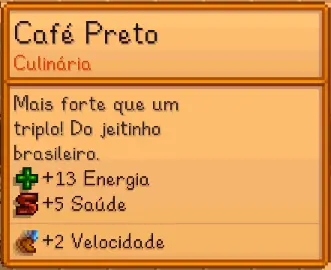 Café Preto
Culinária
Mais forte que um
triplo! Do jeitinho
brasileiro.
+13 Energia
+5 Saúde
+2 Velocidade